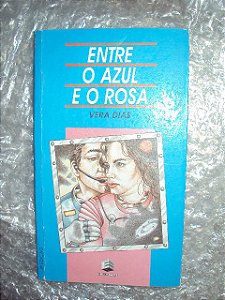 ENTRE
O AZUL
E O ROSA
VERA DIAS